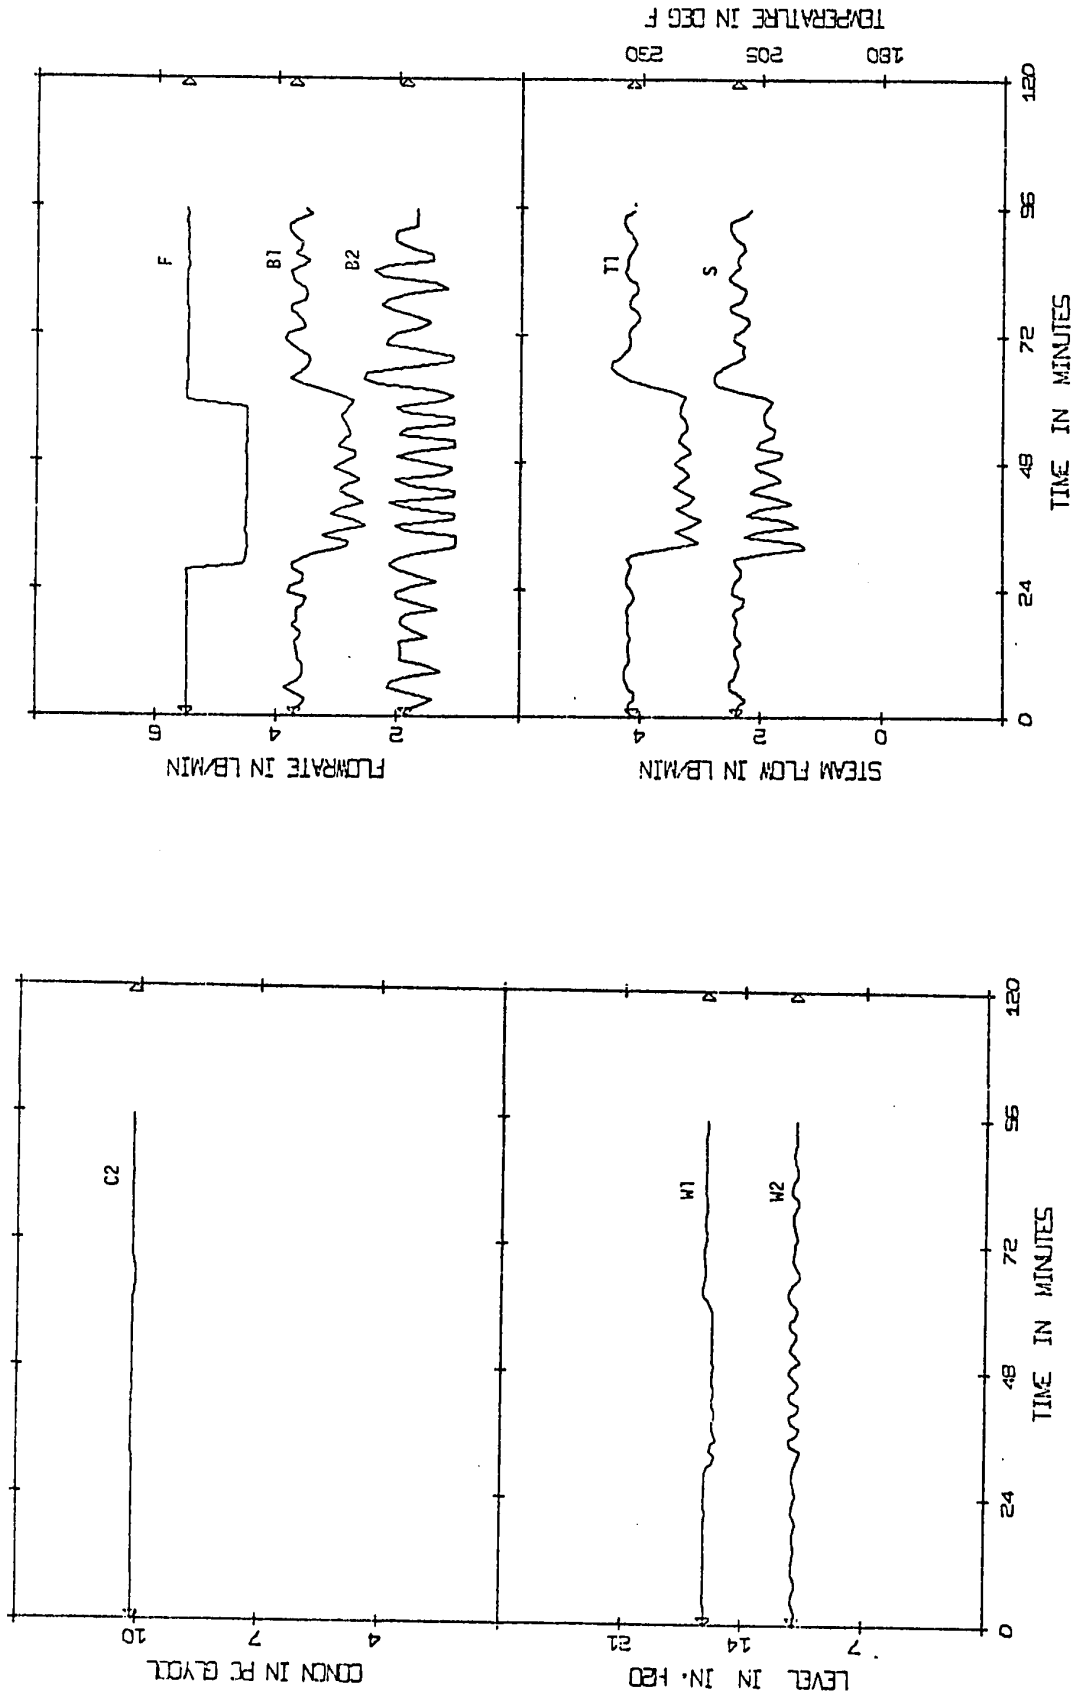 CONCN IN PC GLYCOL
10
7
4
C2
LEVEL IN IN. H2O
21
14
7
W1
W2
0
24
48
72
96
120
TIME IN MINUTES
FLOWRATE IN LB/MIN
6
4
2
F
B1
B2
STEAM FLOW IN LB/MIN
4
2
0
T1
S
TEMPERATURE IN DEG F
230
205
180
0
24
48
72
96
120
TIME IN MINUTES